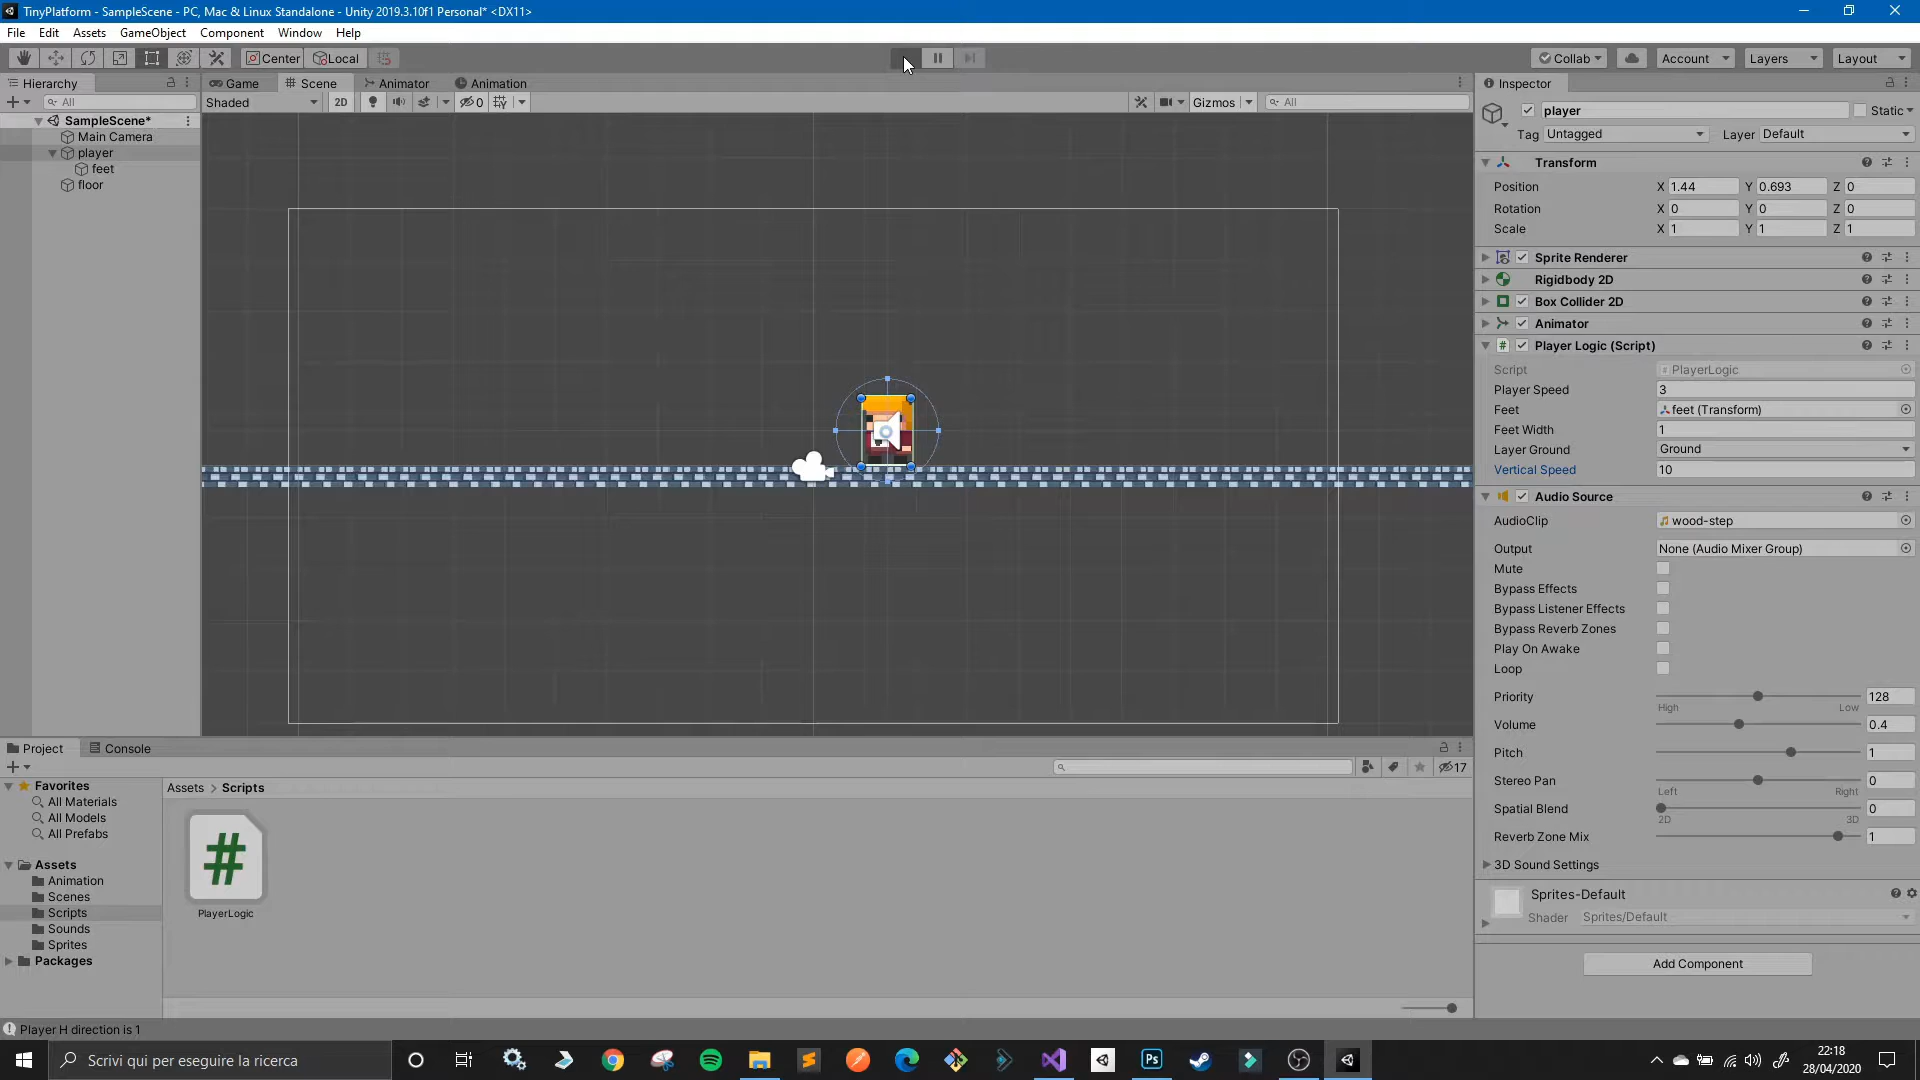 TinyPlatform - SampleScene - PC, Mac & Linux Standalone - Unity 2019.3.10f1 Personal* <DX11>
File Edit Assets GameObject Component Window Help
Center Local Collab Account Layers Layout
Hierarchy Game Scene Animator Animation Inspector
All Shaded 2D 0 Gizmos All
SampleScene*
Main Camera
player
feet
floor
player Static
Tag Untagged Layer Default
Transform
Position X 1.44 Y 0.693 Z 0
Rotation X 0 Y 0 Z 0
Scale X 1 Y 1 Z 1
Sprite Renderer
Rigidbody 2D
Box Collider 2D
Animator
Player Logic (Script)
Script PlayerLogic
Player Speed 3
Feet feet (Transform)
Feet Width 1
Layer Ground Ground
Vertical Speed 10
Audio Source
AudioClip wood-step
Output None (Audio Mixer Group)
Mute
Bypass Effects
Bypass Listener Effects
Bypass Reverb Zones
Play On Awake
Loop
Priority 128
High Low
Volume 0.4
Pitch 1
Stereo Pan 0
Left Right
Spatial Blend 0
2D 3D
Reverb Zone Mix 1
3D Sound Settings
Sprites-Default
Shader Sprites/Default
Add Component
Project Console
17
Favorites
All Materials
All Models
All Prefabs
Assets
Animation
Scenes
Scripts
Sounds
Sprites
Packages
Assets > Scripts
#
PlayerLogic
Player H direction is 1
Scrivi qui per eseguire la ricerca
Ps
22:18
28/04/2020